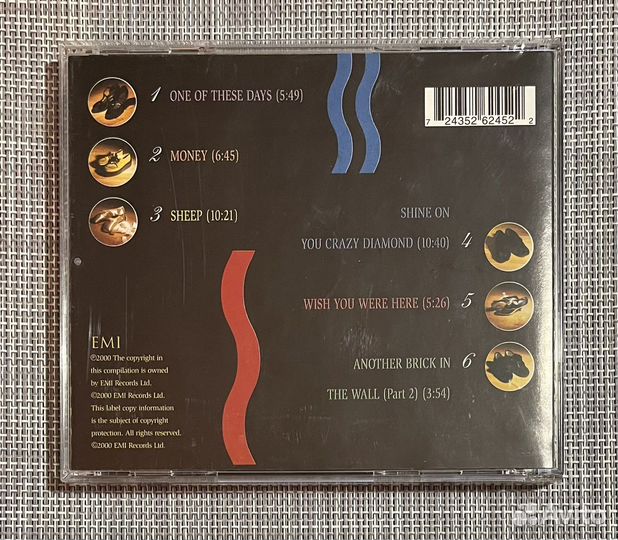 1 ONE OF THESE DAYS (5:49)
2 MONEY (6:45)
3 SHEEP (10:21)
7 24352 62452 2
SHINE ON
YOU CRAZY DIAMOND (10:40) 4
WISH YOU WERE HERE (5:26) 5
ANOTHER BRICK IN 6
THE WALL (Part 2) (3:54)
EMI
℗2000 The copyright in
this compilation is owned
by EMI Records Ltd.
©2000 EMI Records Ltd.
This label copy information
is the subject of copyright
protection. All rights reserved.
©2000 EMI Records Ltd.
Avito